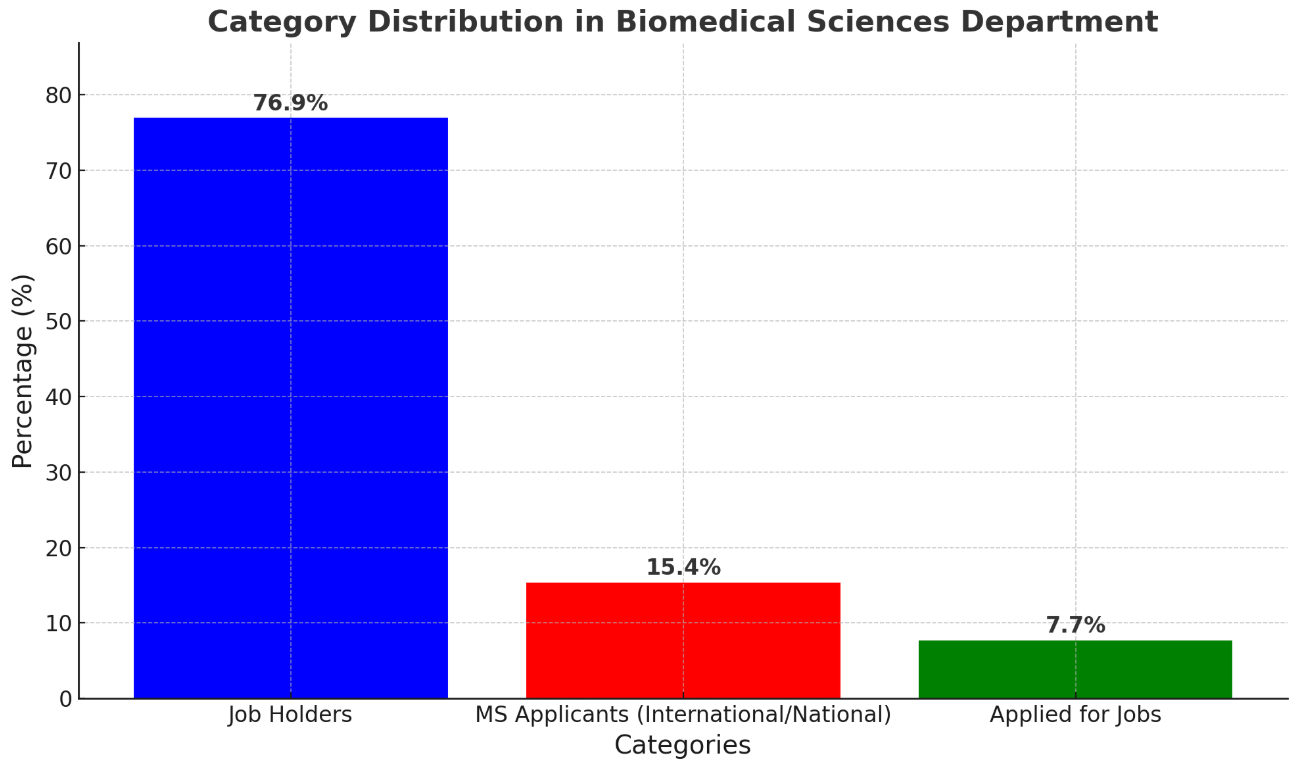 Category Distribution in Biomedical Sciences Department
Percentage (%)
80
70
60
50
40
30
20
10
0
76.9%
15.4%
7.7%
Job Holders
MS Applicants (International/National)
Applied for Jobs
Categories